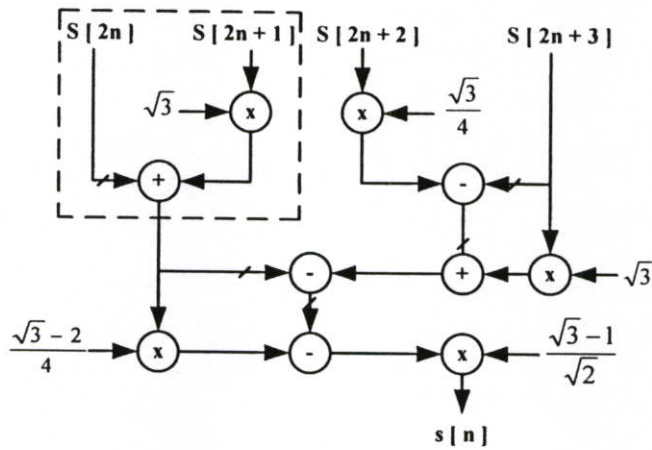 S [ 2n ] S [ 2n + 1 ] S [ 2n + 2 ] S [ 2n + 3 ]
√3 x x √3/4
+ -
- + x √3
(√3 - 2)/4 x - x (√3 - 1)/√2
s [ n ]